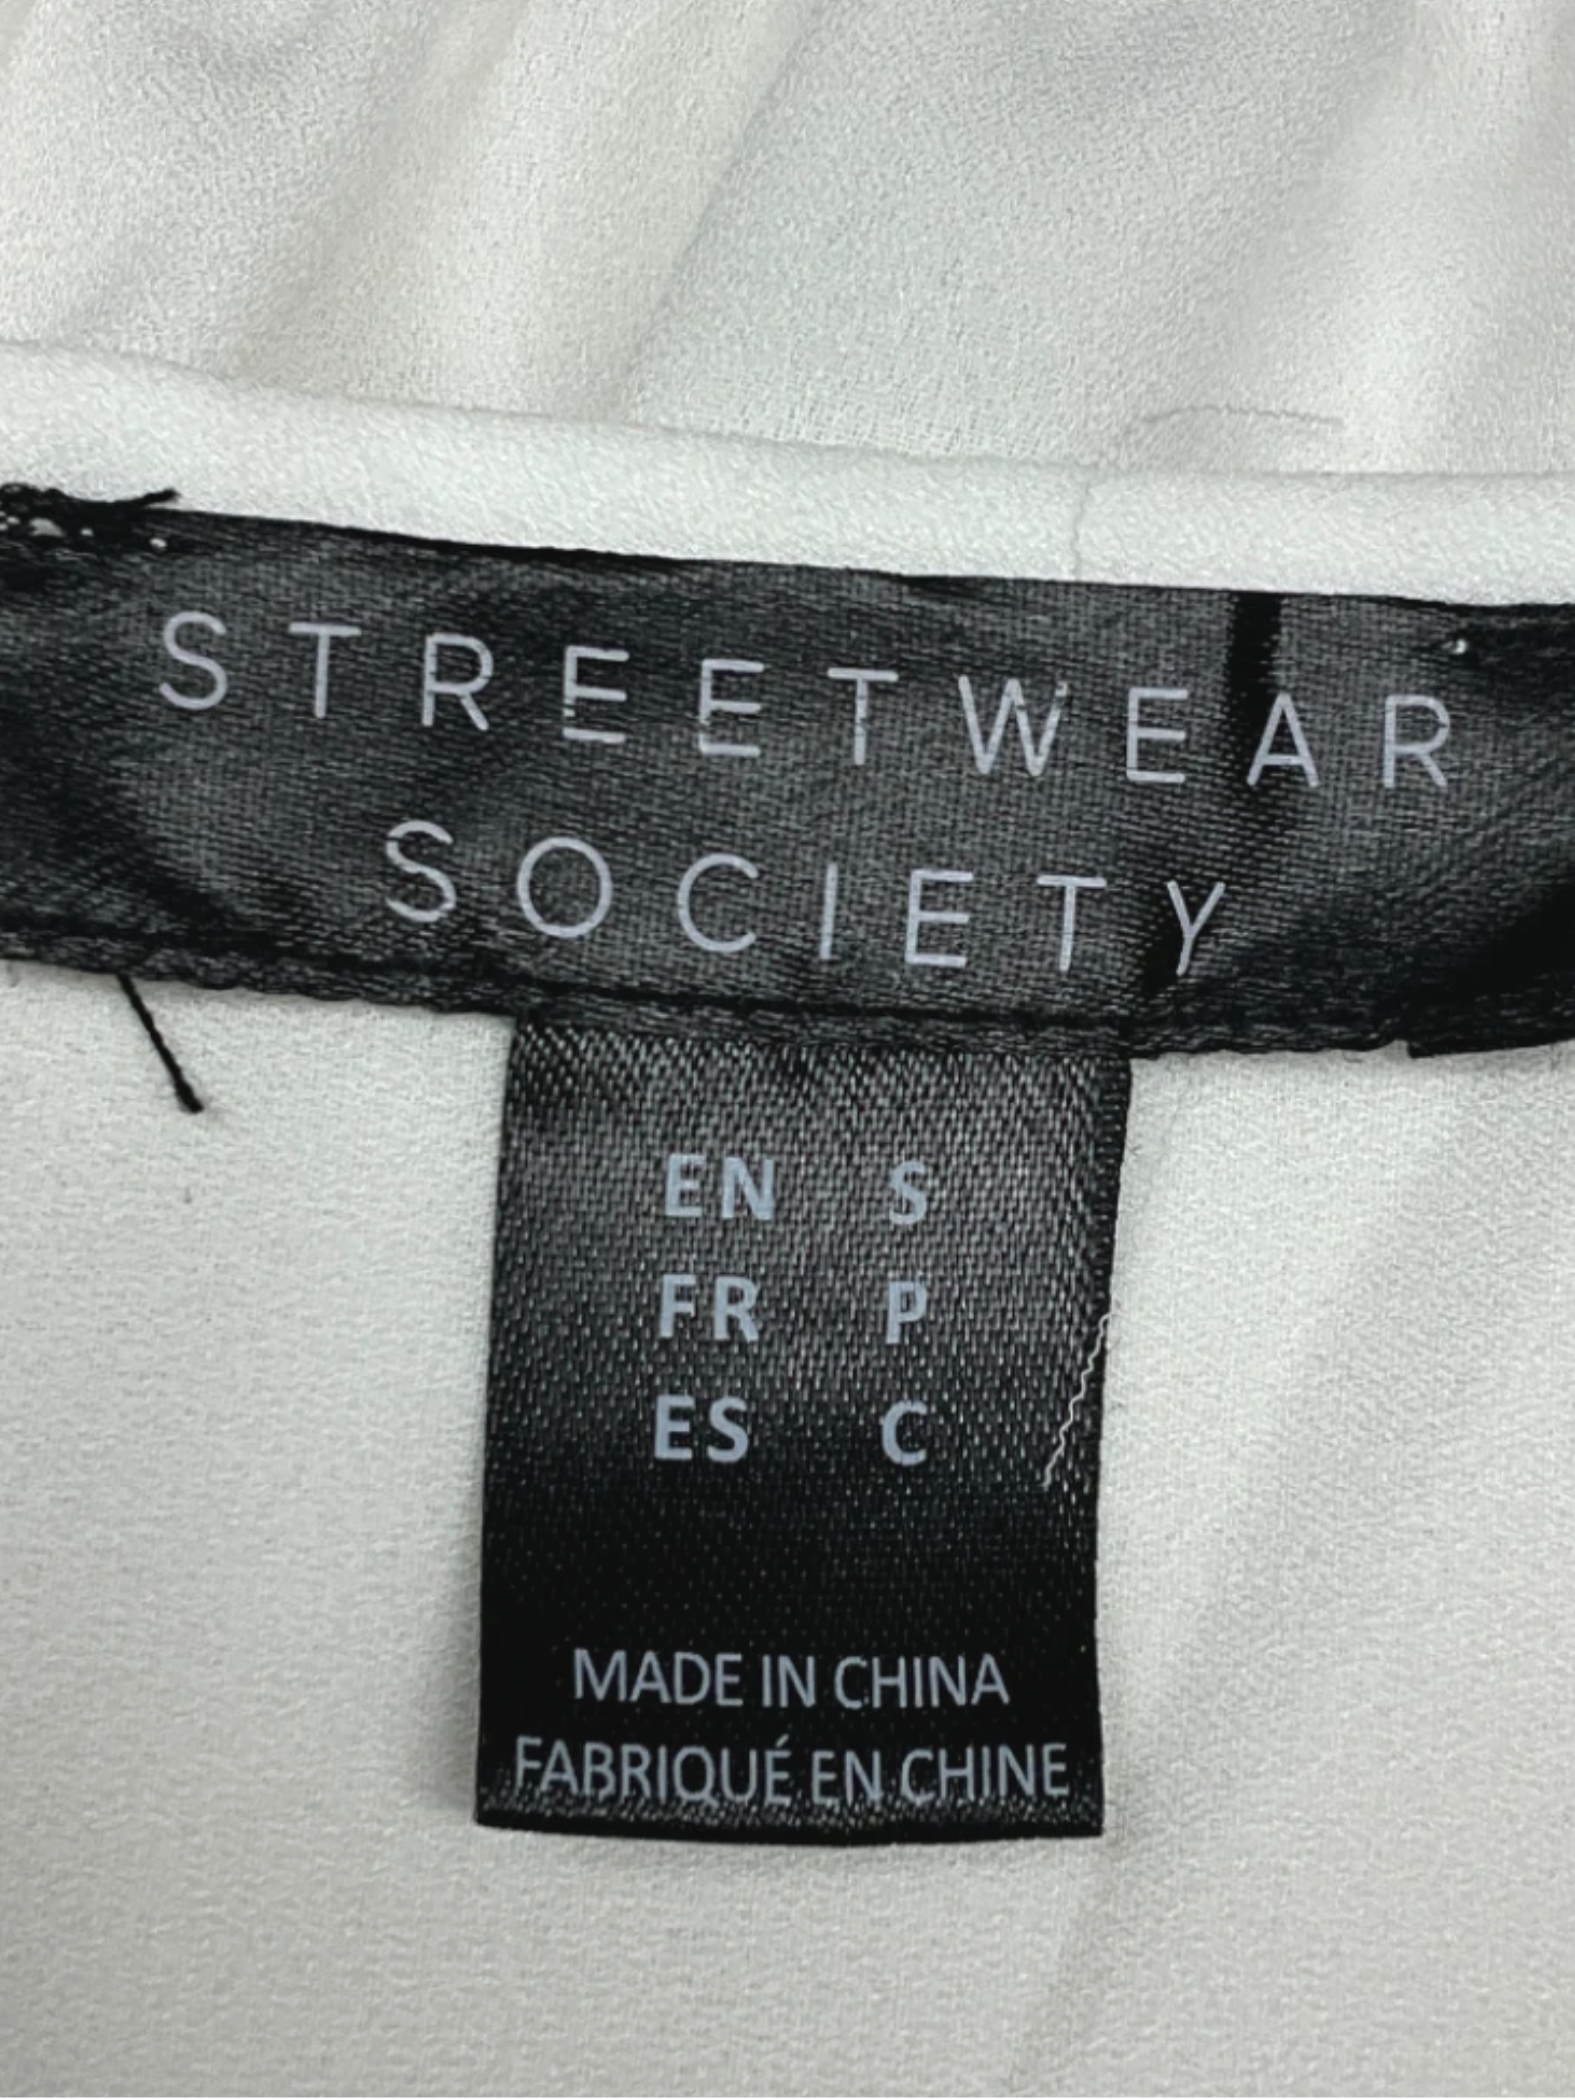 STREETWEAR
SOCIETY
EN S
FR P
ES C
MADE IN CHINA
FABRIQUÉ EN CHINE